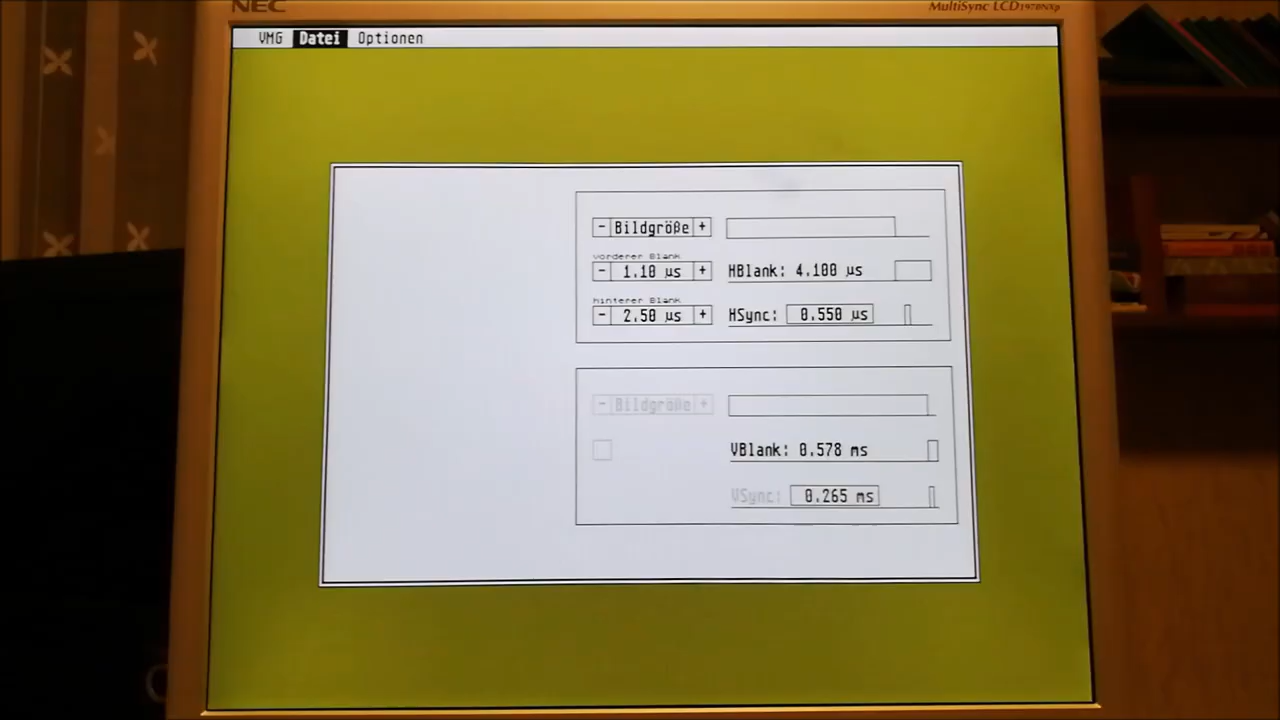 NEC
MultiSync LCD1970NXp
VMG Datei Optionen
- Bildgröße +
vorderer Blank
- 1.10 µs + HBlank: 4.100 µs
hinterer Blank
- 2.50 µs + HSync: 0.550 µs
- Bildgröße +
VBlank: 0.578 ms
VSync: 0.265 ms